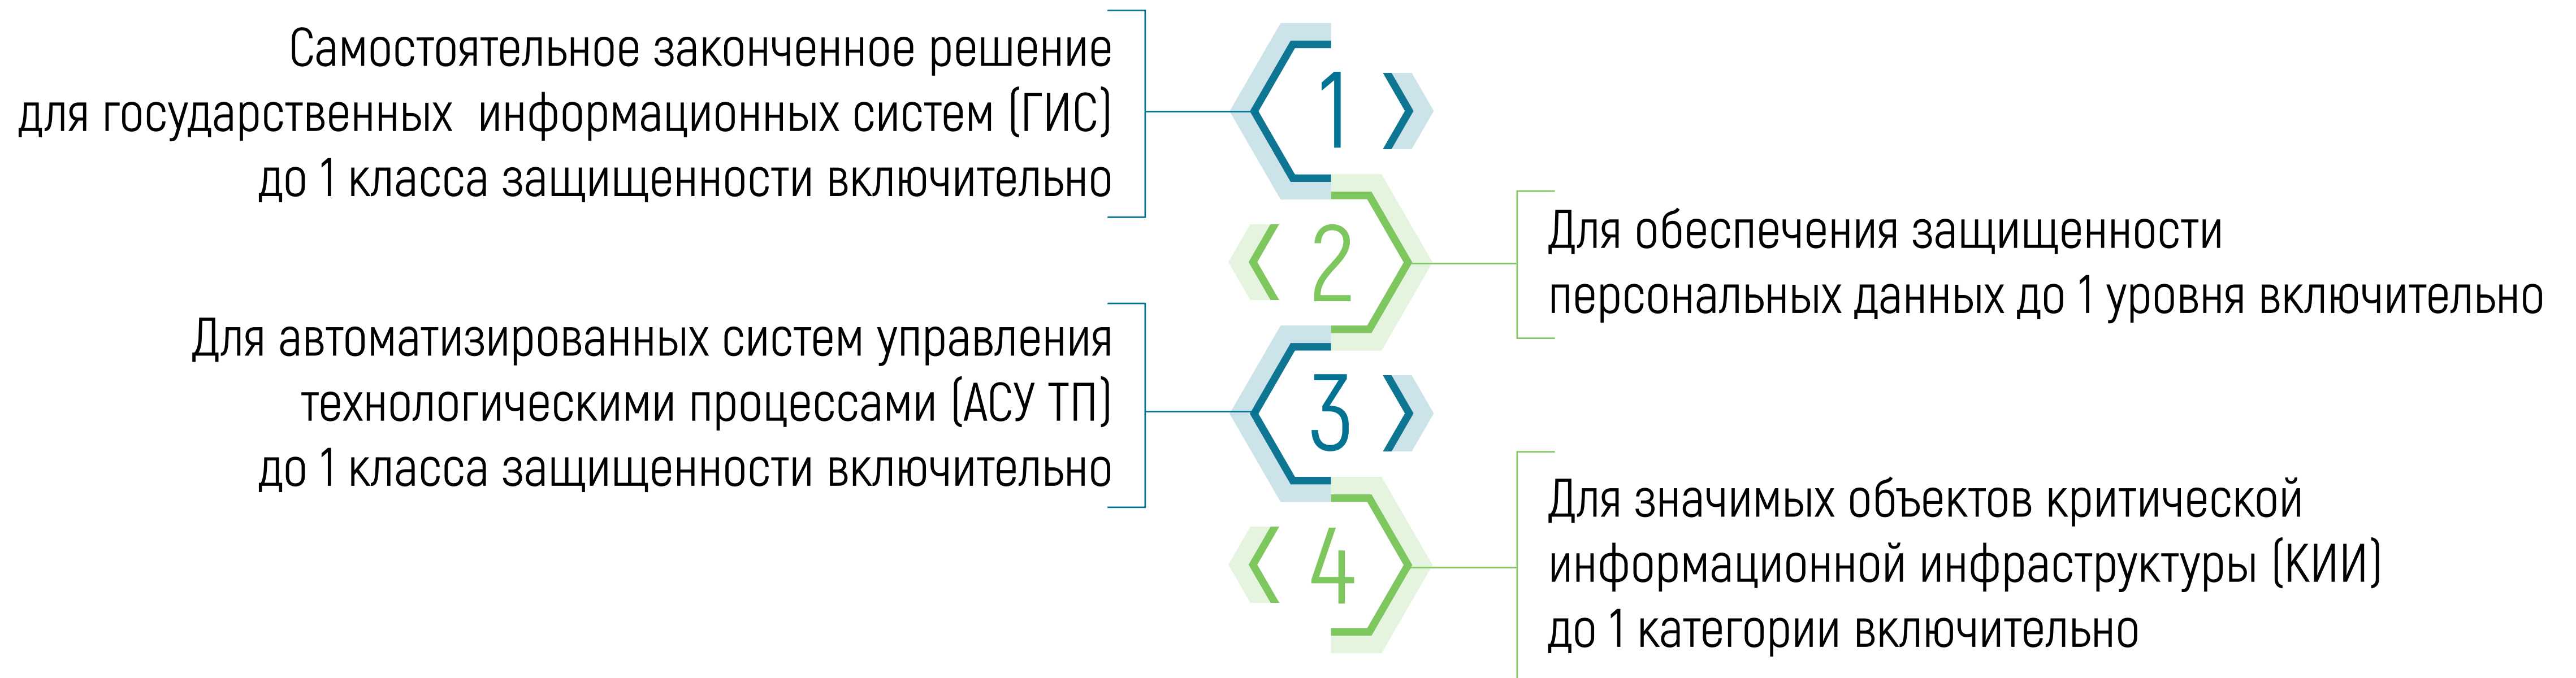 Самостоятельное законченное решение
для государственных информационных систем (ГИС)
до 1 класса защищенности включительно
1
2
Для обеспечения защищенности
персональных данных до 1 уровня включительно
Для автоматизированных систем управления
технологическими процессами (АСУ ТП)
до 1 класса защищенности включительно
3
4
Для значимых объектов критической
информационной инфраструктуры (КИИ)
до 1 категории включительно